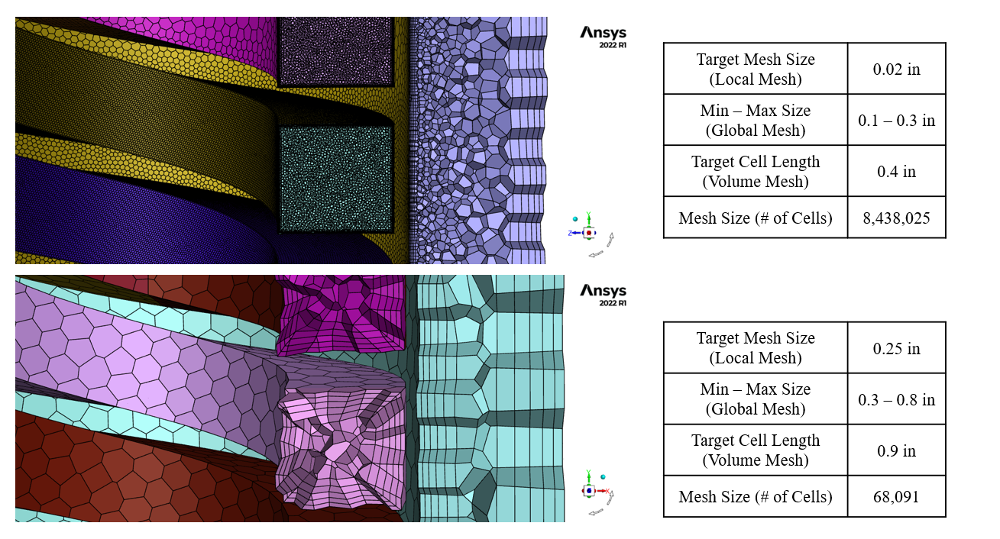 Ansys
2022 R1
Y
Z
Target Mesh Size
(Local Mesh)
0.02 in
Min – Max Size
(Global Mesh)
0.1 – 0.3 in
Target Cell Length
(Volume Mesh)
0.4 in
Mesh Size (# of Cells)
8,438,025
Ansys
2022 R1
Y
X
Target Mesh Size
(Local Mesh)
0.25 in
Min – Max Size
(Global Mesh)
0.3 – 0.8 in
Target Cell Length
(Volume Mesh)
0.9 in
Mesh Size (# of Cells)
68,091